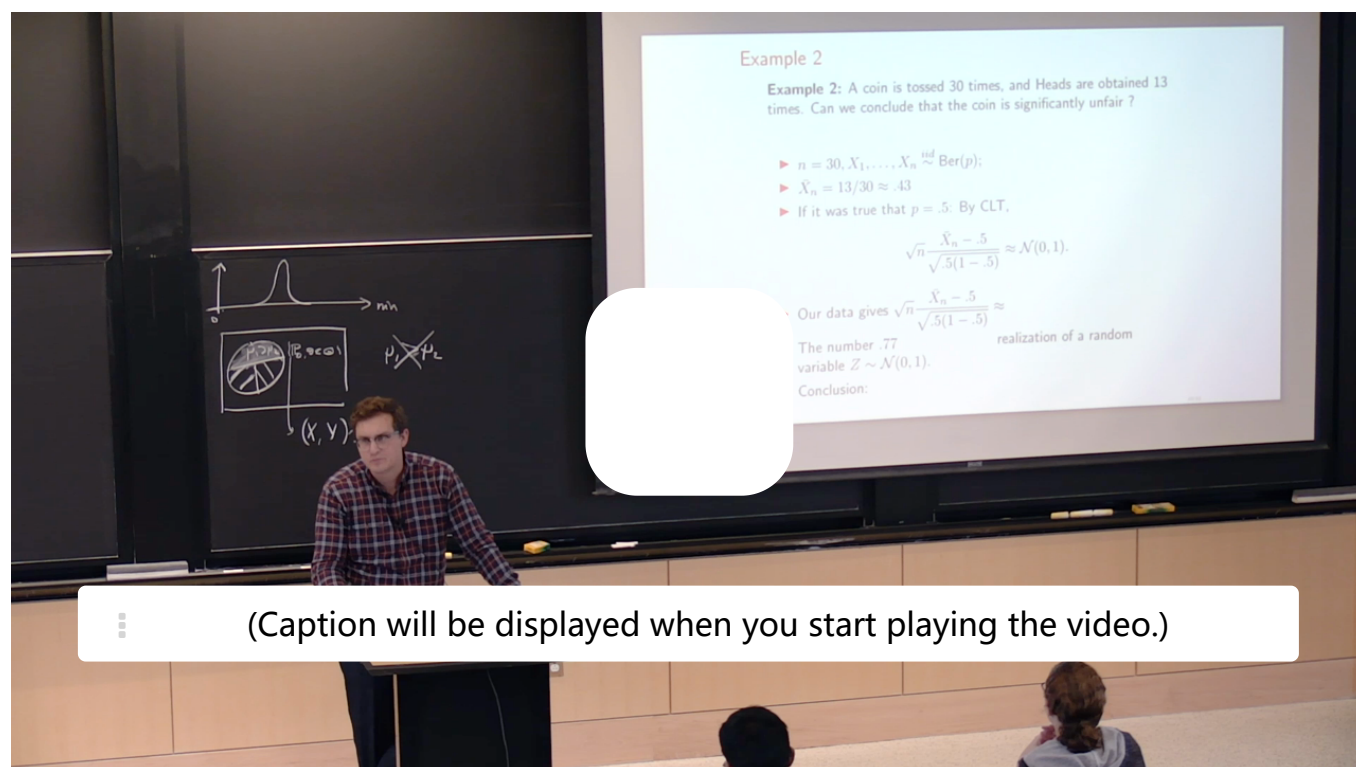 Example 2
Example 2: A coin is tossed 30 times, and Heads are obtained 13
times. Can we conclude that the coin is significantly unfair ?
▶ n = 30, X₁, . . . , Xₙ iid ~ Ber(p);
▶ X̄ₙ = 13/30 ≈ .43
▶ If it was true that p = .5: By CLT,
√n (X̄ₙ − .5) / √.5(1 − .5) ≈ N(0, 1).
Our data gives √n (X̄ₙ − .5) / √.5(1 − .5) ≈
The number .77 realization of a random
variable Z ∼ N(0, 1).
Conclusion:
0
min
(X, Y)
(Caption will be displayed when you start playing the video.)